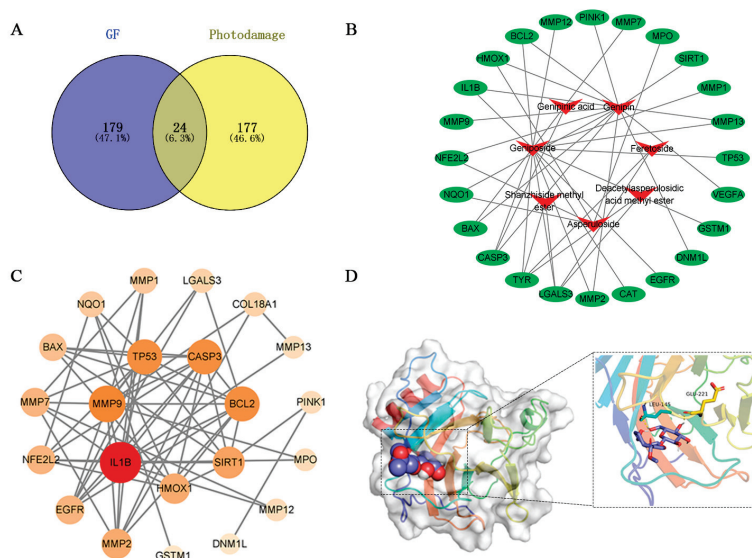 A
GF
Photodamage
179
(47.1%)
24
(6.3%)
177
(46.6%)
B
PINK1
MMP12
MMP7
BCL2
MPO
HMOX1
SIRT1
IL1B
MMP1
Genipinic acid
Genipin
MMP9
MMP13
Geniposide
Feretoside
NFE2L2
TP53
Shanzhiside methyl
ester
Deacetylasperulosidic
acid methyl ester
NQO1
VEGFA
Asperuloside
BAX
GSTM1
CASP3
DNM1L
TYR
EGFR
LGALS3
MMP2
CAT
C
MMP1
LGALS3
NQO1
COL18A1
BAX
TP53
CASP3
MMP13
MMP7
MMP9
BCL2
PINK1
NFE2L2
IL1B
SIRT1
MPO
EGFR
HMOX1
MMP12
MMP2
GSTM1
DNM1L
D
LEU-145
GLU-221